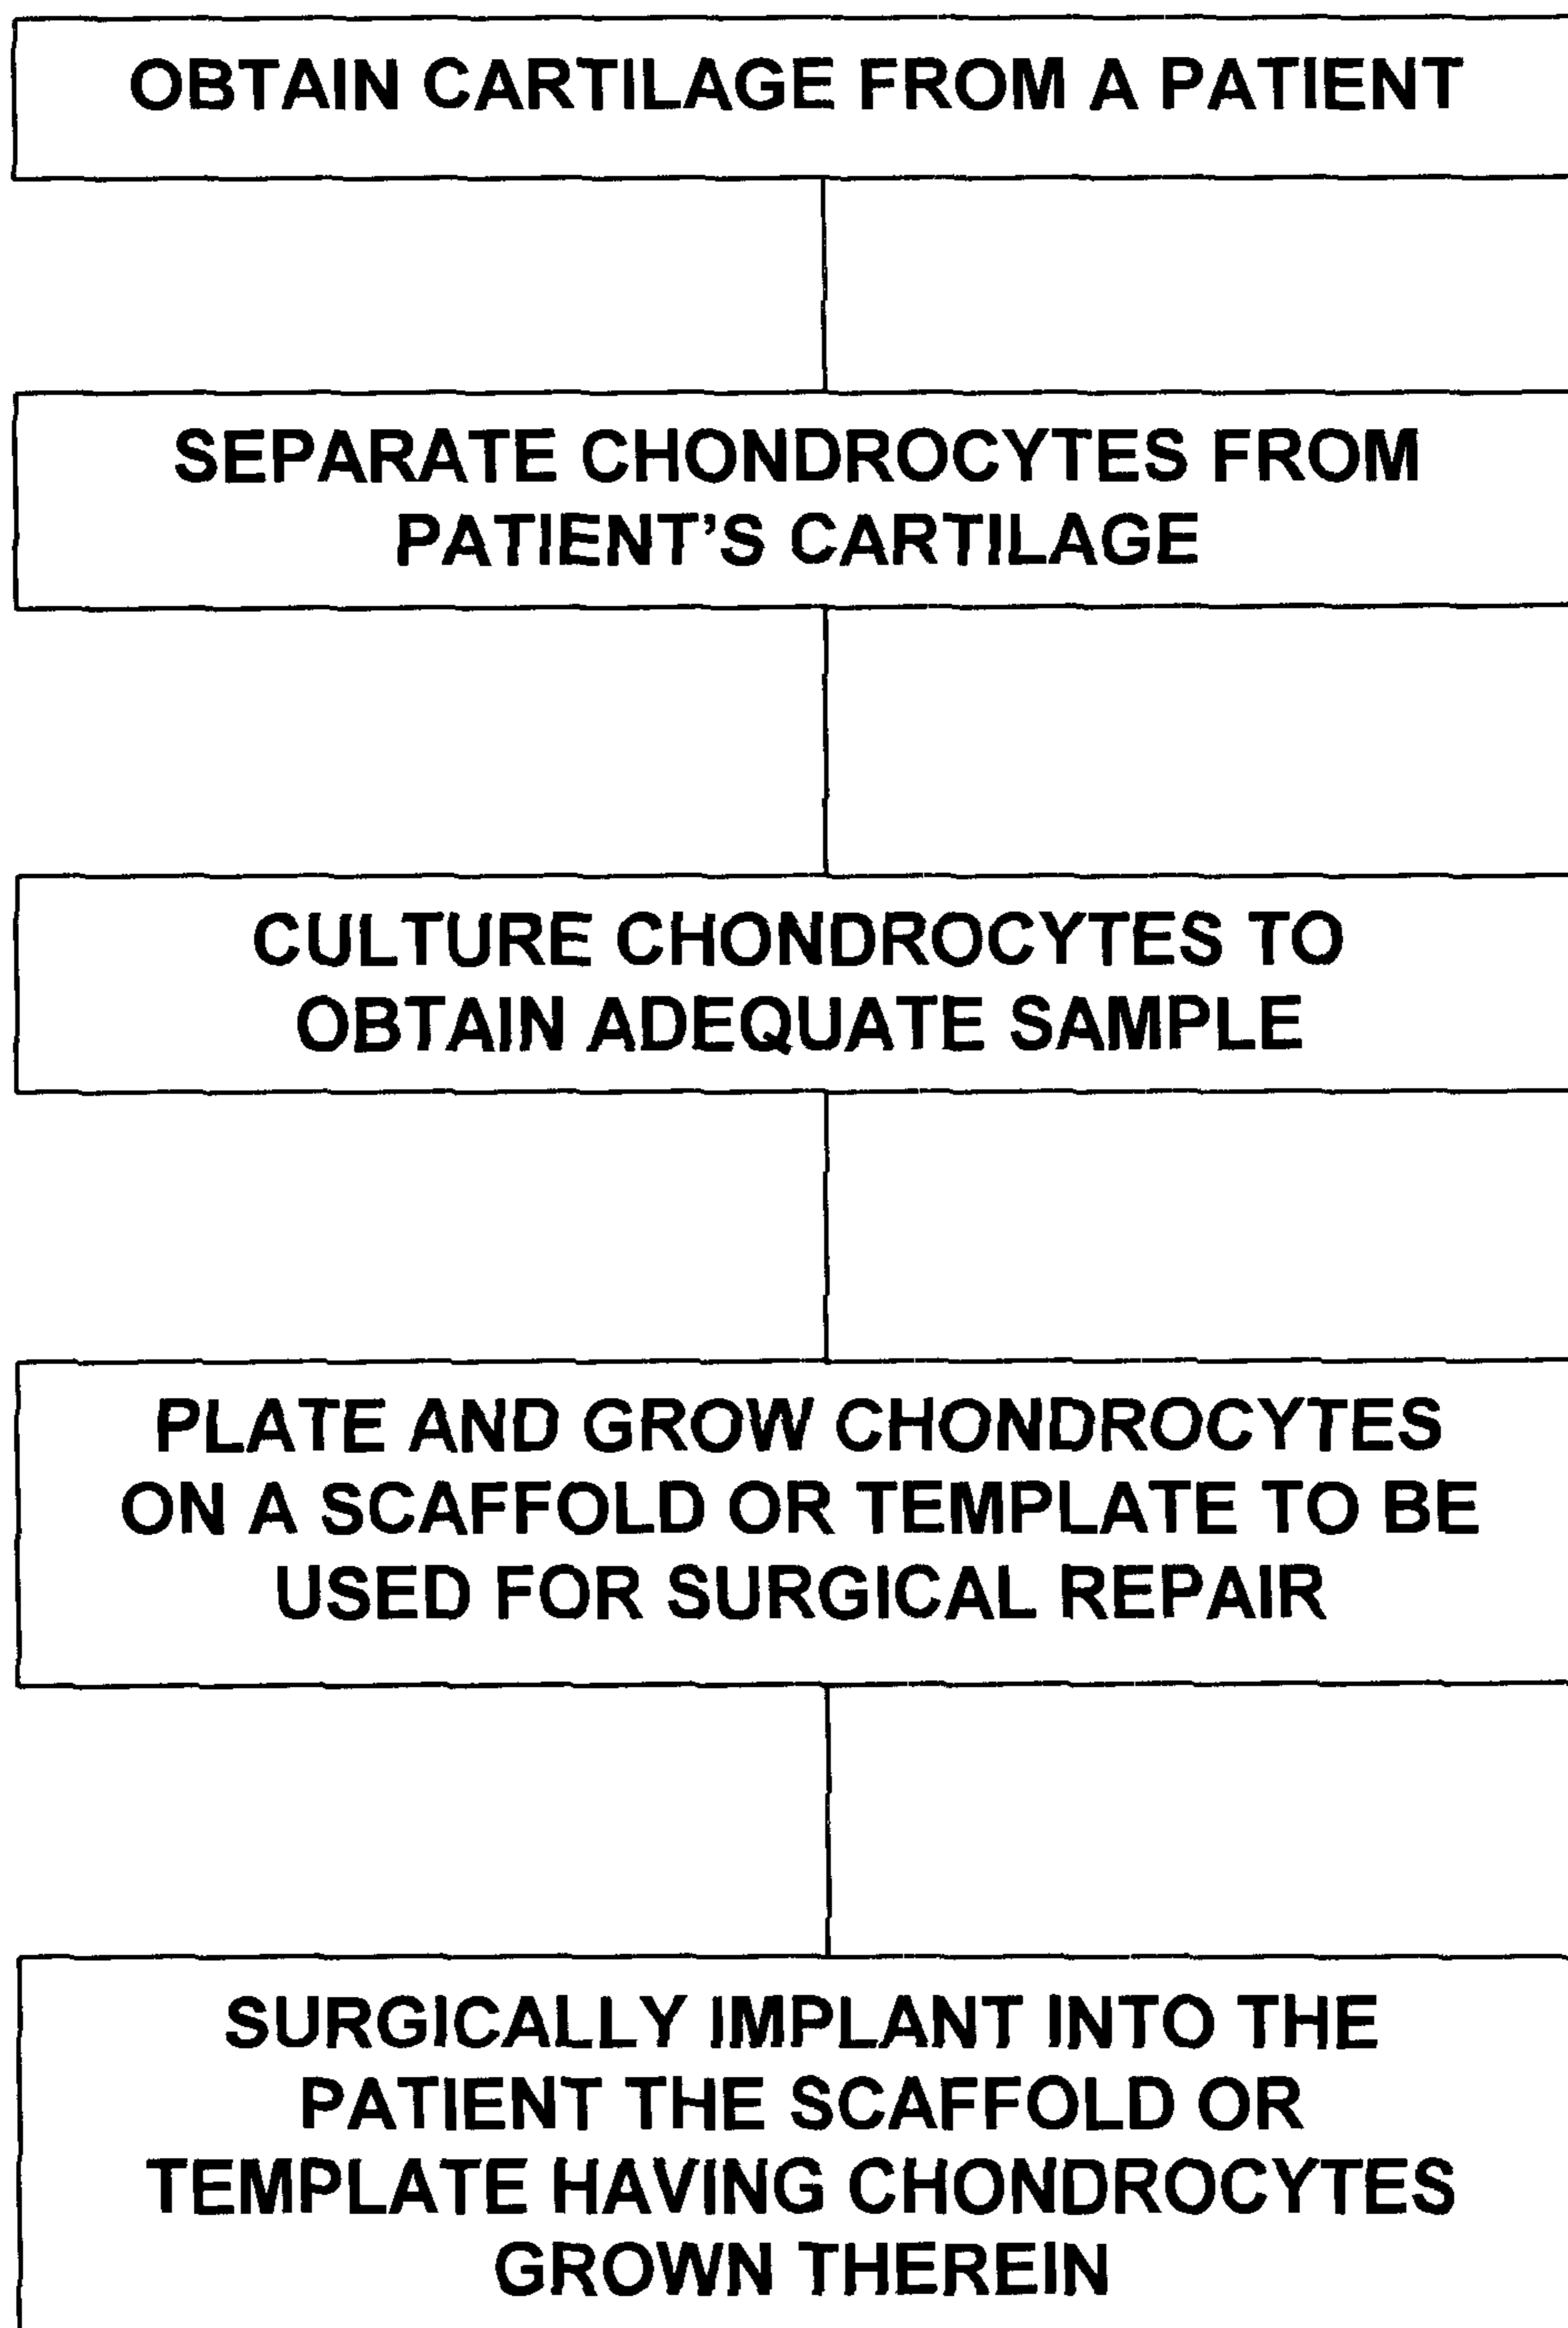 OBTAIN CARTILAGE FROM A PATIENT
SEPARATE CHONDROCYTES FROM
PATIENT'S CARTILAGE
CULTURE CHONDROCYTES TO
OBTAIN ADEQUATE SAMPLE
PLATE AND GROW CHONDROCYTES
ON A SCAFFOLD OR TEMPLATE TO BE
USED FOR SURGICAL REPAIR
SURGICALLY IMPLANT INTO THE
PATIENT THE SCAFFOLD OR
TEMPLATE HAVING CHONDROCYTES
GROWN THEREIN